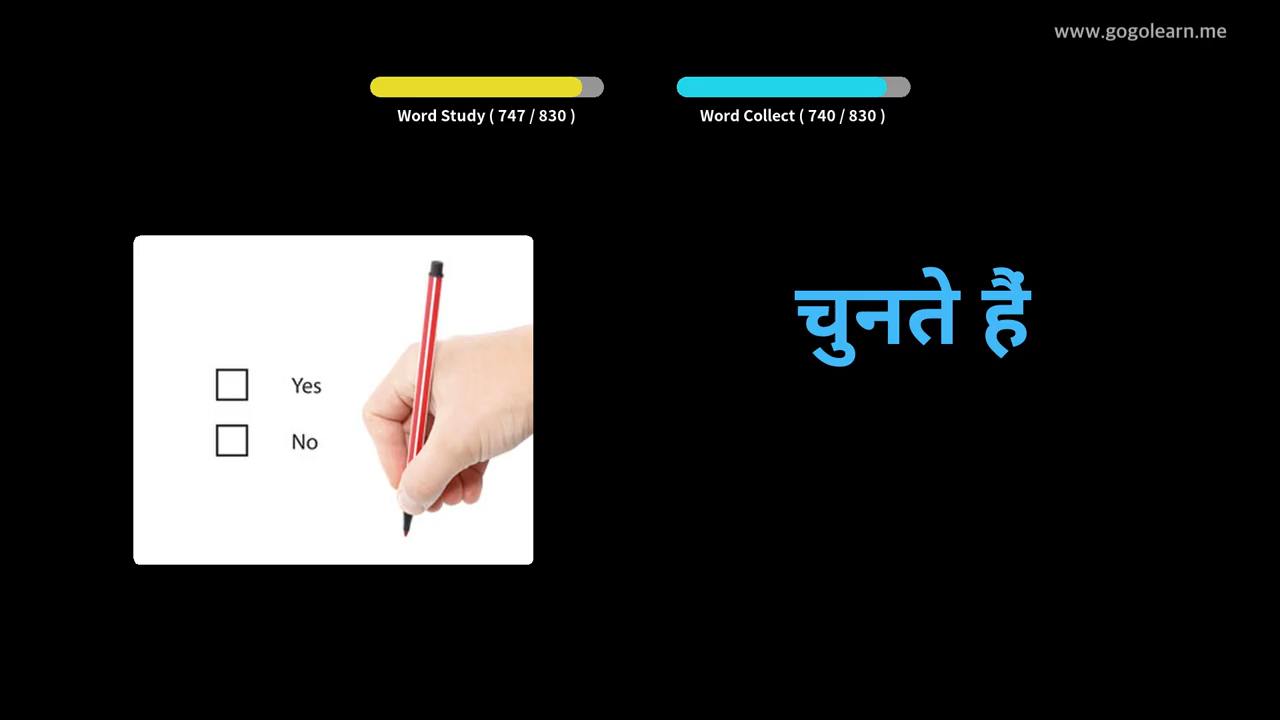 www.gogolearn.me
Word Study ( 747 / 830 )
Word Collect ( 740 / 830 )
चुनते हैं
Yes
No